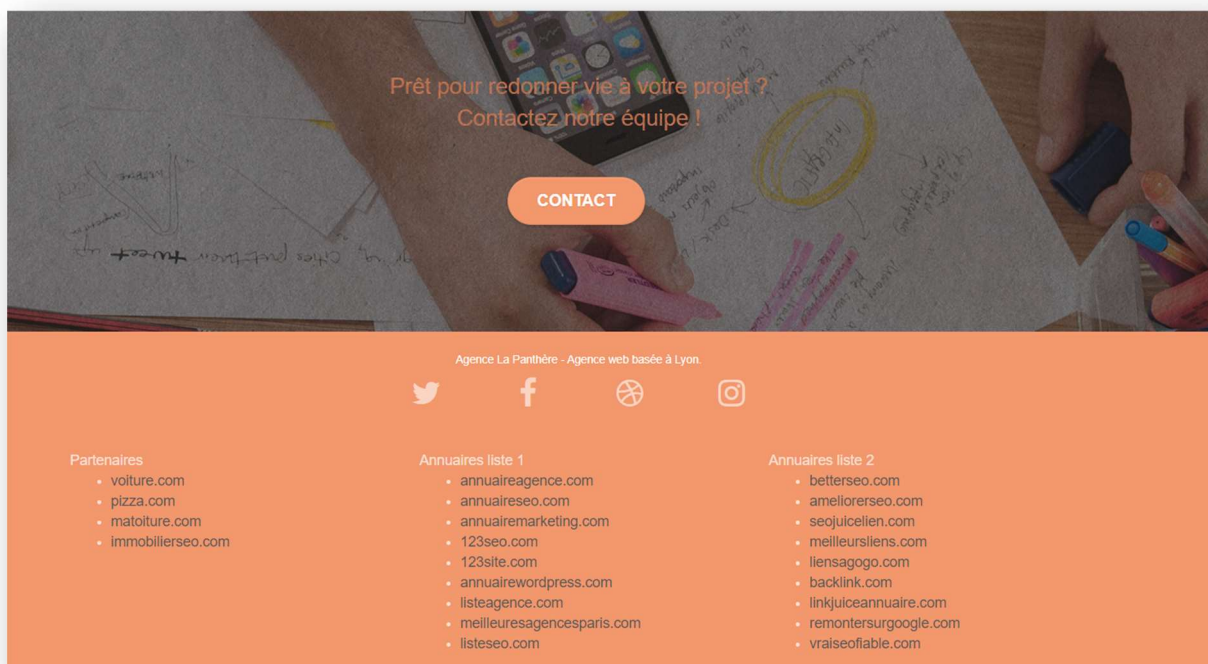 Prêt pour redonner vie à votre projet ?
Contactez notre équipe !
CONTACT
Agence La Panthère - Agence web basée à Lyon.
Partenaires
voiture.com
pizza.com
matoiture.com
immobilierseo.com
Annuaires liste 1
annuaireagence.com
annuaireseo.com
annuairemarketing.com
123seo.com
123site.com
annuairewordpress.com
listeagence.com
meilleuresagencesparis.com
listeseo.com
Annuaires liste 2
betterseo.com
ameliorerseo.com
seojuicelien.com
meilleursliens.com
liensagogo.com
backlink.com
linkjuiceannuaire.com
remontersurgoogle.com
vraiseofiable.com